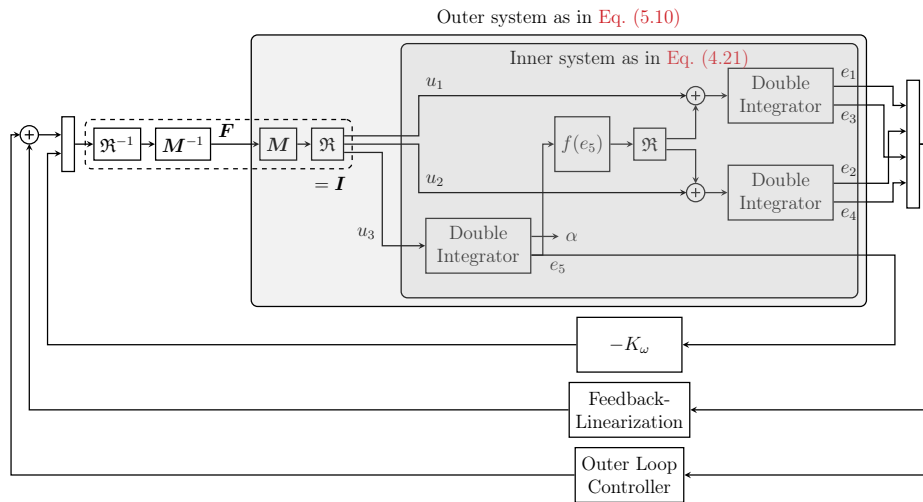 Outer system as in Eq. (5.10)
Inner system as in Eq. (4.21)
u₁
Double
Integrator
e₁
e₃
+
f(e₅)
ℜ
+
ℜ⁻¹
M⁻¹
F
M
ℜ
= I
u₂
+
Double
Integrator
e₂
e₄
u₃
Double
Integrator
α
e₅
−K_ω
Feedback-
Linearization
Outer Loop
Controller